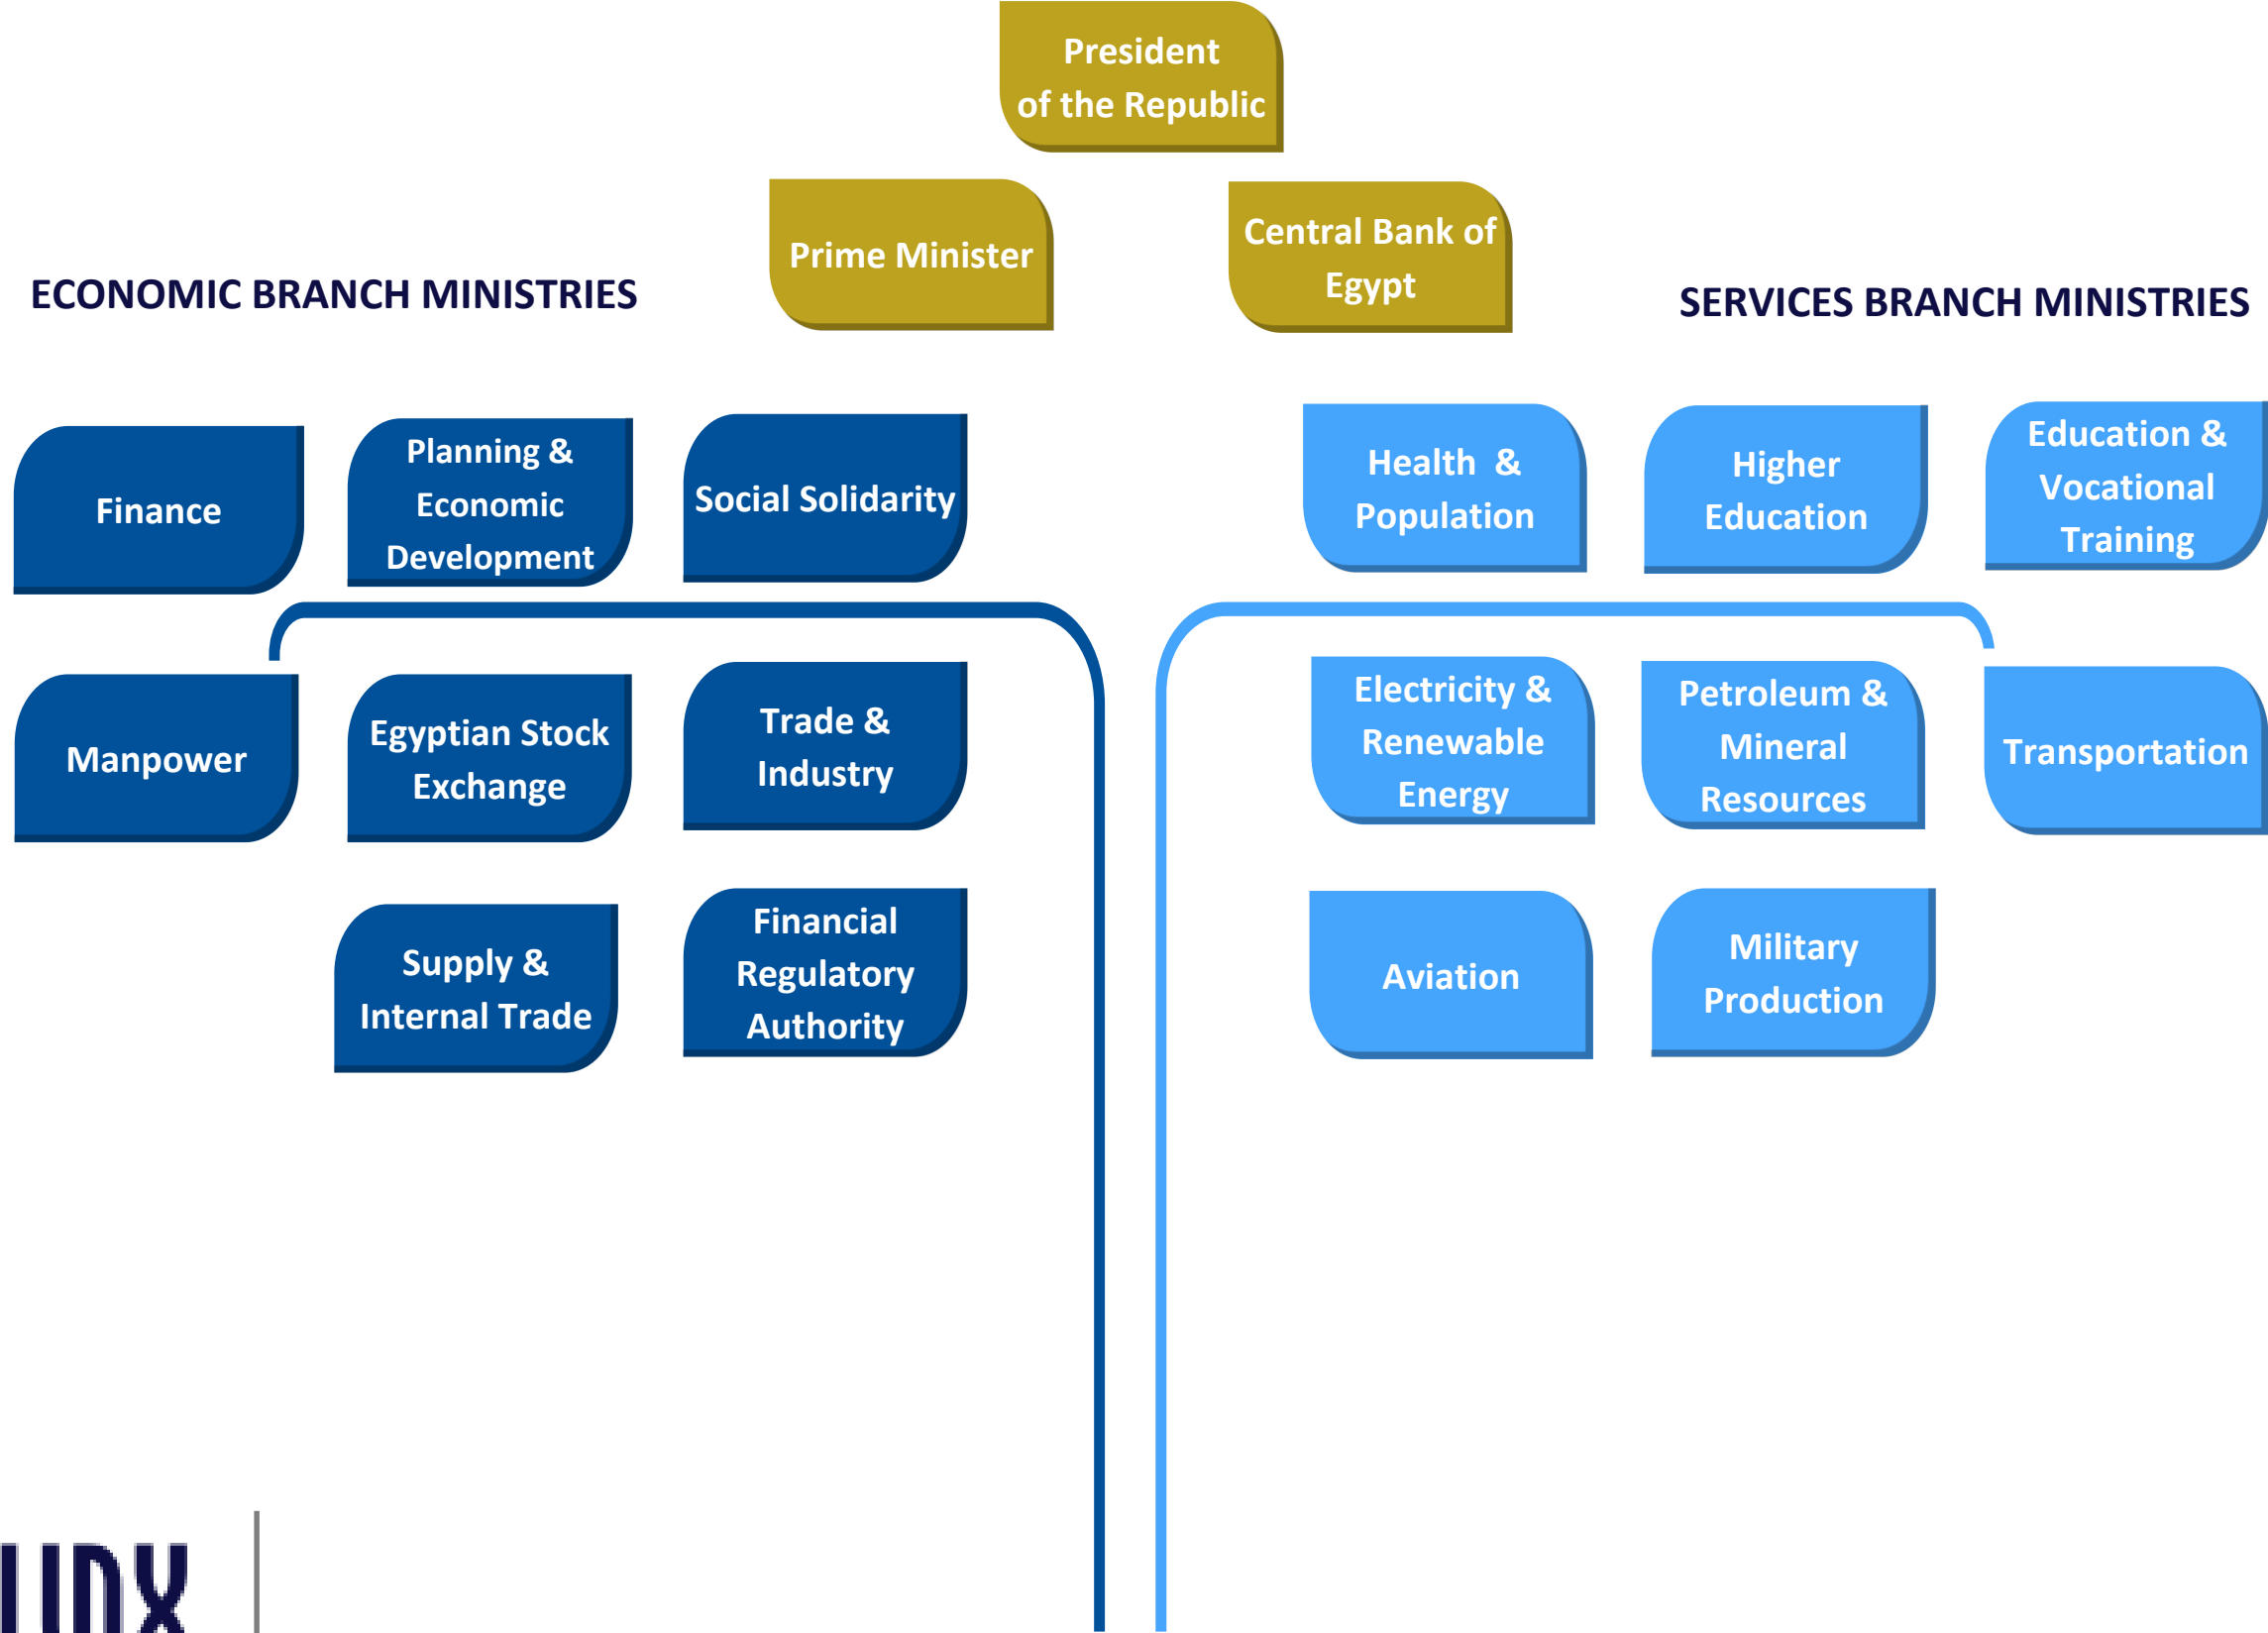 President
of the Republic
Prime Minister
Central Bank of
Egypt
ECONOMIC BRANCH MINISTRIES
SERVICES BRANCH MINISTRIES
Finance
Planning &
Economic
Development
Social Solidarity
Health &
Population
Higher
Education
Education &
Vocational
Training
Manpower
Egyptian Stock
Exchange
Trade &
Industry
Electricity &
Renewable
Energy
Petroleum &
Mineral
Resources
Transportation
Supply &
Internal Trade
Financial
Regulatory
Authority
Aviation
Military
Production